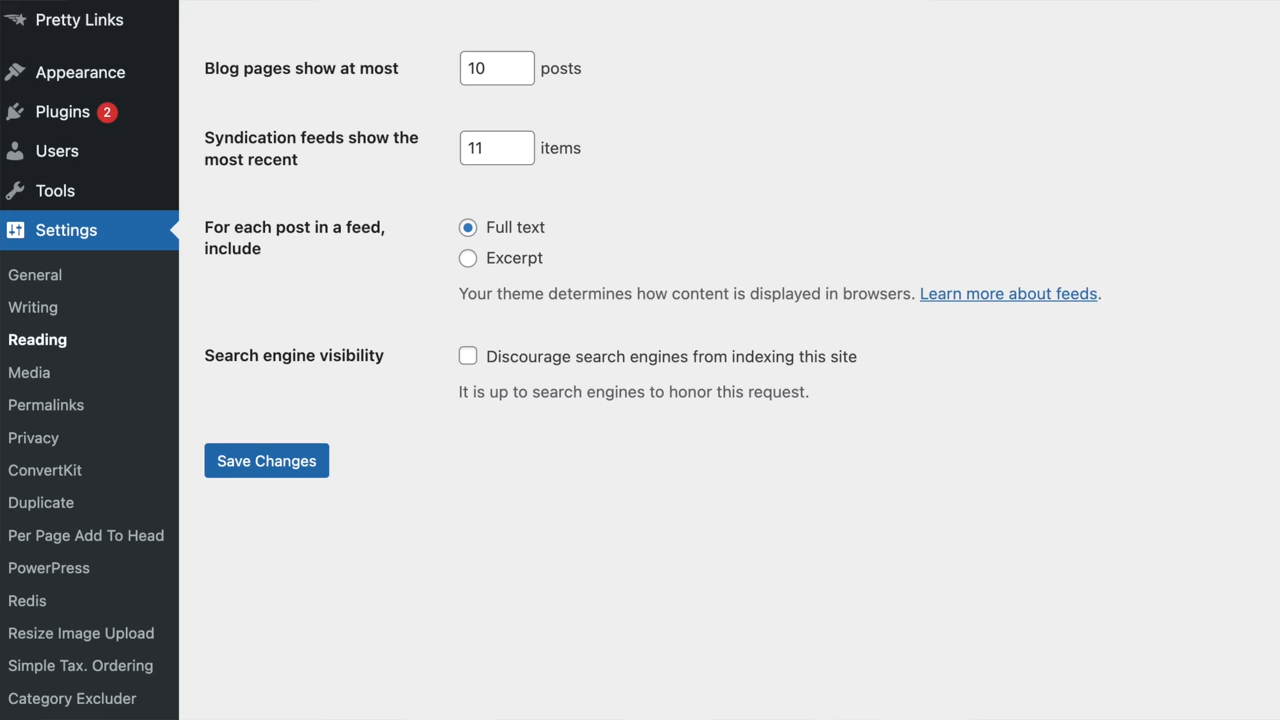 Pretty Links
Appearance
Plugins 2
Users
Tools
Settings
General
Writing
Reading
Media
Permalinks
Privacy
ConvertKit
Duplicate
Per Page Add To Head
PowerPress
Redis
Resize Image Upload
Simple Tax. Ordering
Category Excluder
Blog pages show at most 10 posts
Syndication feeds show the
most recent
11 items
For each post in a feed,
include
Full text
Excerpt
Your theme determines how content is displayed in browsers. Learn more about feeds.
Search engine visibility
Discourage search engines from indexing this site
It is up to search engines to honor this request.
Save Changes